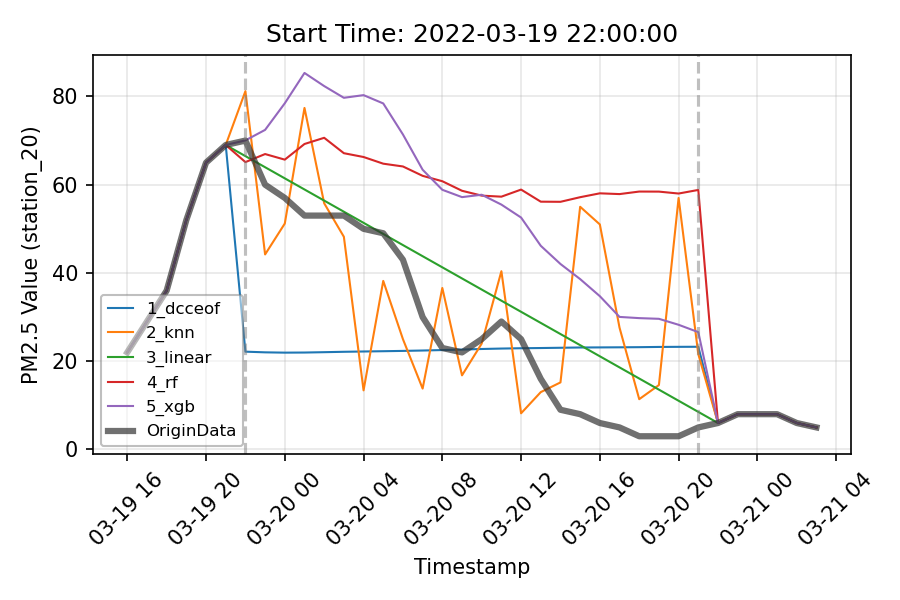 Start Time: 2022-03-19 22:00:00
PM2.5 Value (station_20)
80
60
40
20
0
1_dcceof
2_knn
3_linear
4_rf
5_xgb
OriginData
03-19 16
03-19 20
03-20 00
03-20 04
03-20 08
03-20 12
03-20 16
03-20 20
03-21 00
03-21 04
Timestamp